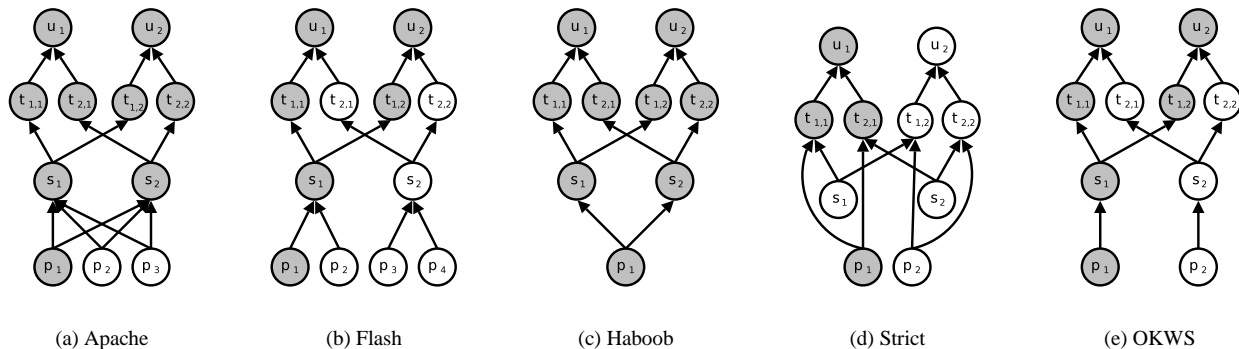 u1 u2
t1,1 t2,1 t1,2 t2,2
s1 s2
p1 p2 p3
(a) Apache
u1 u2
t1,1 t2,1 t1,2 t2,2
s1 s2
p1 p2 p3 p4
(b) Flash
u1 u2
t1,1 t2,1 t1,2 t2,2
s1 s2
p1
(c) Haboob
u1 u2
t1,1 t2,1 t1,2 t2,2
s1 s2
p1 p2
(d) Strict
u1 u2
t1,1 t2,1 t1,2 t2,2
s1 s2
p1 p2
(e) OKWS